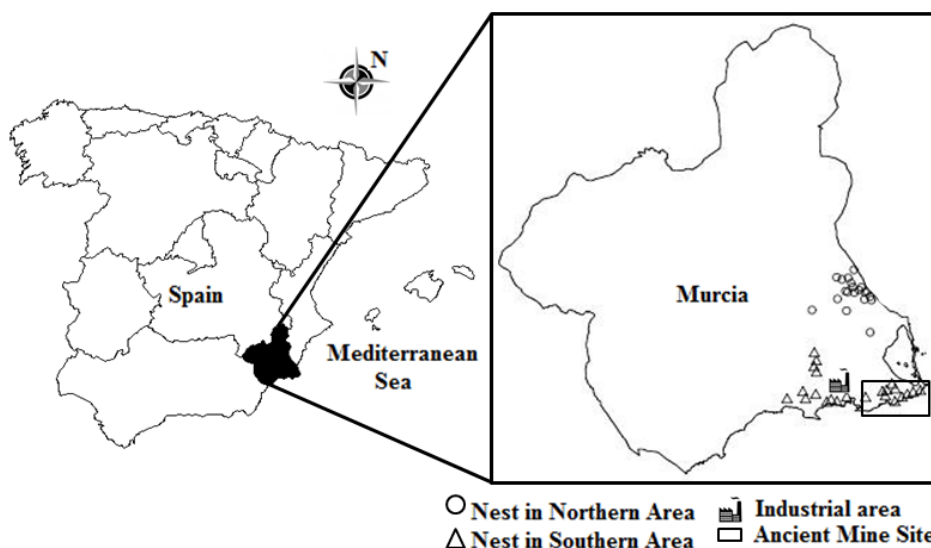 N
Spain
Mediterranean
Sea
Murcia
Nest in Northern Area
Industrial area
Nest in Southern Area
Ancient Mine Site